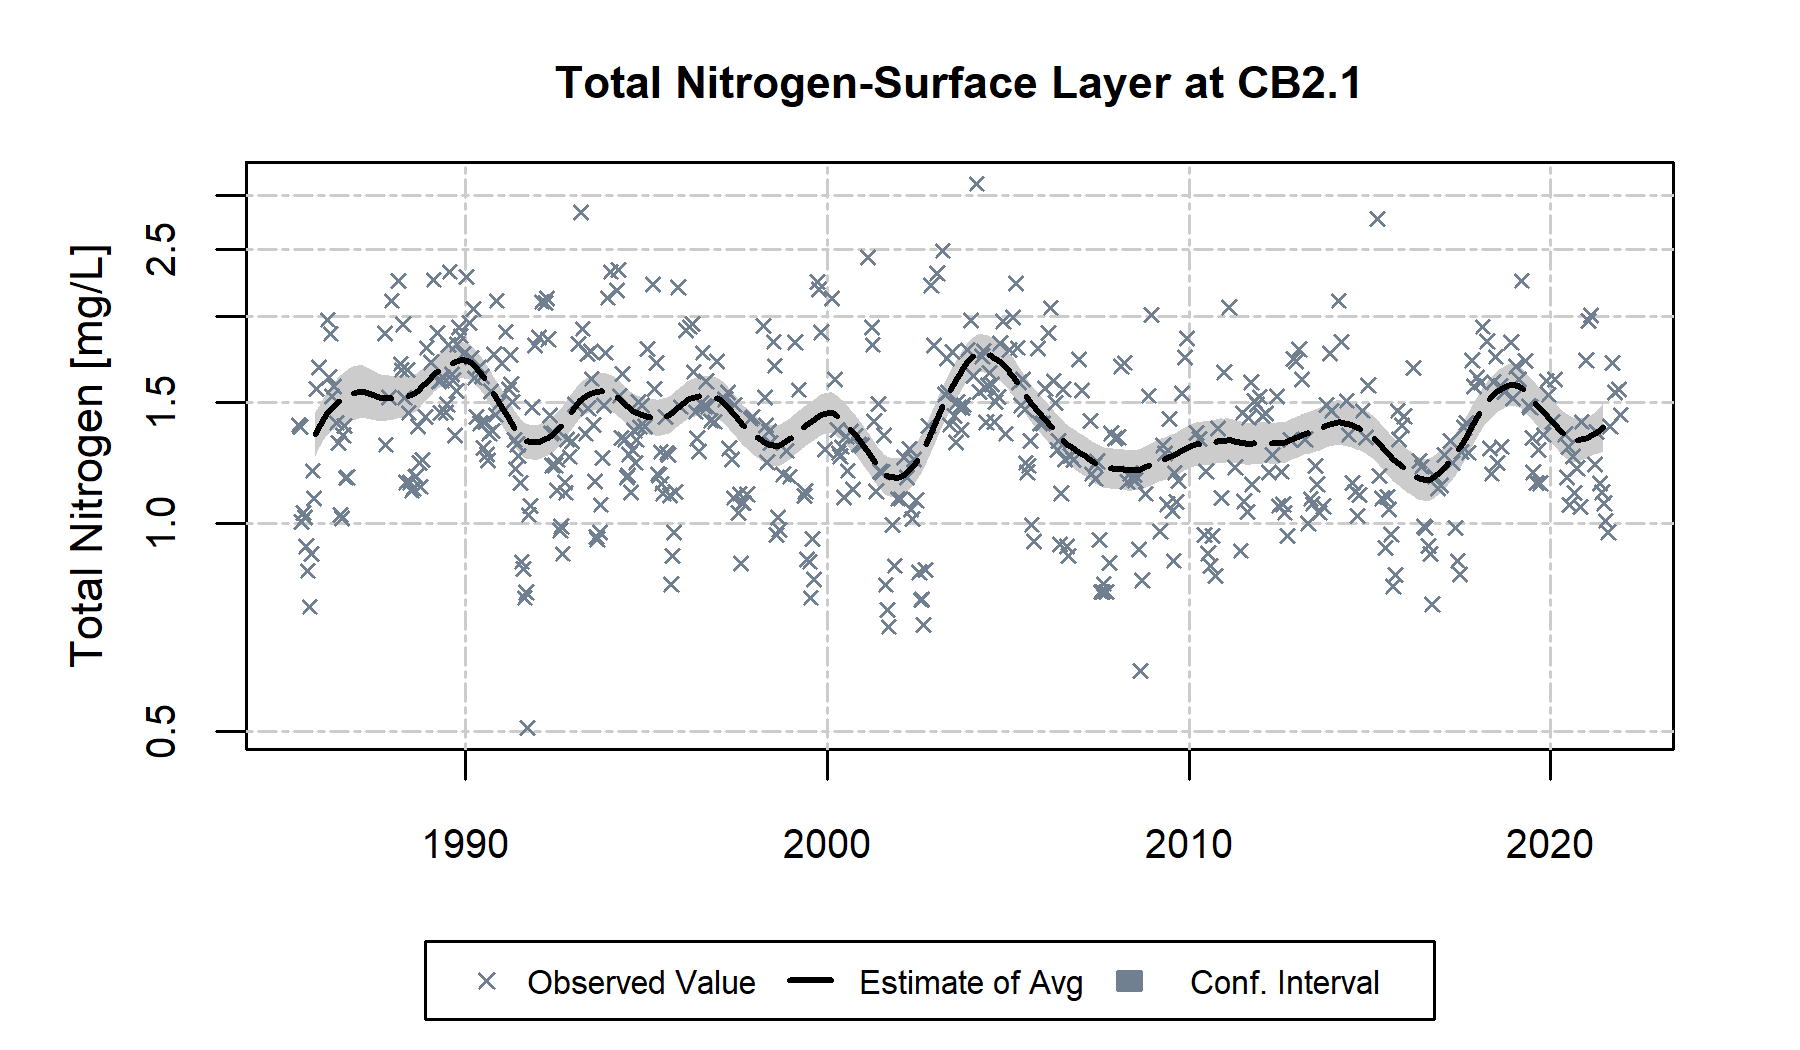 Total Nitrogen-Surface Layer at CB2.1
Total Nitrogen [mg/L]
2.5
1.5
1.0
0.5
1990 2000 2010 2020
Observed Value Estimate of Avg Conf. Interval